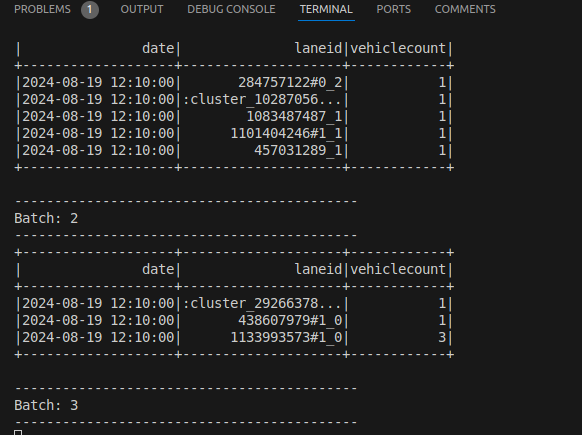 PROBLEMS 1 OUTPUT DEBUG CONSOLE TERMINAL PORTS COMMENTS
|               date|              laneid|vehiclecount|
+-------------------+--------------------+------------+
|2024-08-19 12:10:00|       284757122#0_2|           1|
|2024-08-19 12:10:00|:cluster_10287056...|           1|
|2024-08-19 12:10:00|        1083487487_1|           1|
|2024-08-19 12:10:00|      1101404246#1_1|           1|
|2024-08-19 12:10:00|         457031289_1|           1|
+-------------------+--------------------+------------+
-------------------------------------------
Batch: 2
-------------------------------------------
+-------------------+--------------------+------------+
|               date|              laneid|vehiclecount|
+-------------------+--------------------+------------+
|2024-08-19 12:10:00|:cluster_29266378...|           1|
|2024-08-19 12:10:00|       438607979#1_0|           1|
|2024-08-19 12:10:00|      1133993573#1_0|           3|
+-------------------+--------------------+------------+
-------------------------------------------
Batch: 3
-------------------------------------------